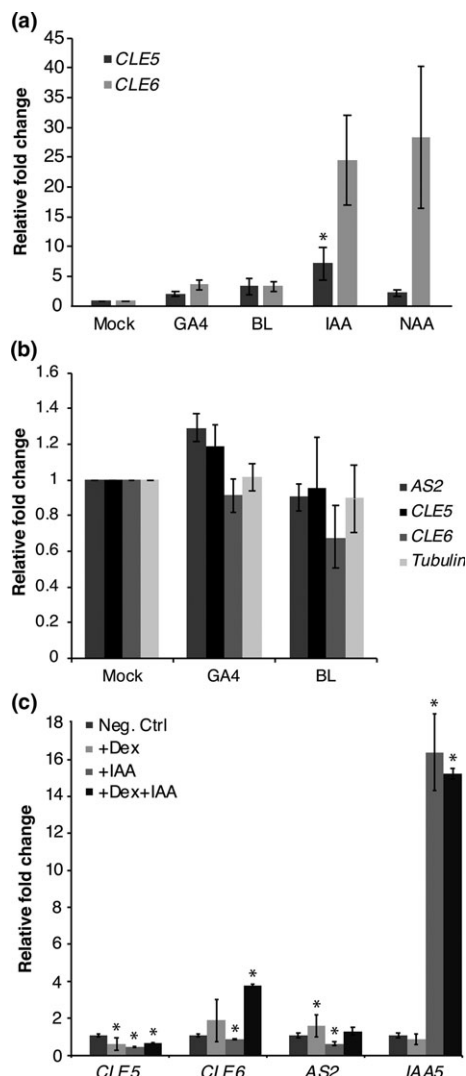 (a)
45
40
35
30
25
20
15
10
5
0
Relative fold change
CLE5
CLE6
*
Mock GA4 BL IAA NAA
(b)
1.6
1.4
1.2
1
0.8
0.6
0.4
0.2
0
Relative fold change
AS2
CLE5
CLE6
Tubulin
Mock GA4 BL
(c)
18
16
14
12
10
8
6
4
2
0
Relative fold change
Neg. Ctrl
+Dex
+IAA
+Dex+IAA
* * * * * * * * *
CLE5 CLE6 AS2 IAA5